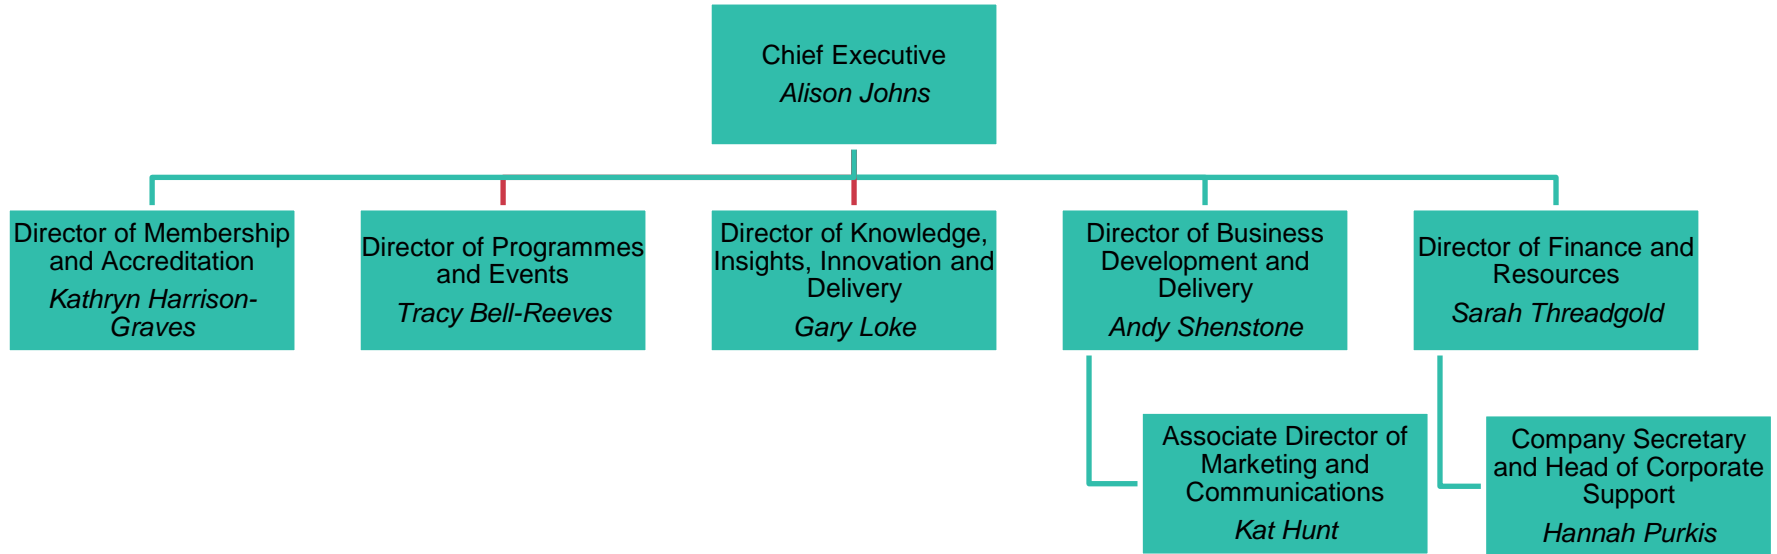 Chief Executive
Alison Johns
Director of Membership
and Accreditation
Kathryn Harrison-
Graves
Director of Programmes
and Events
Tracy Bell-Reeves
Director of Knowledge,
Insights, Innovation and
Delivery
Gary Loke
Director of Business
Development and
Delivery
Andy Shenstone
Director of Finance and
Resources
Sarah Threadgold
Associate Director of
Marketing and
Communications
Kat Hunt
Company Secretary
and Head of Corporate
Support
Hannah Purkis